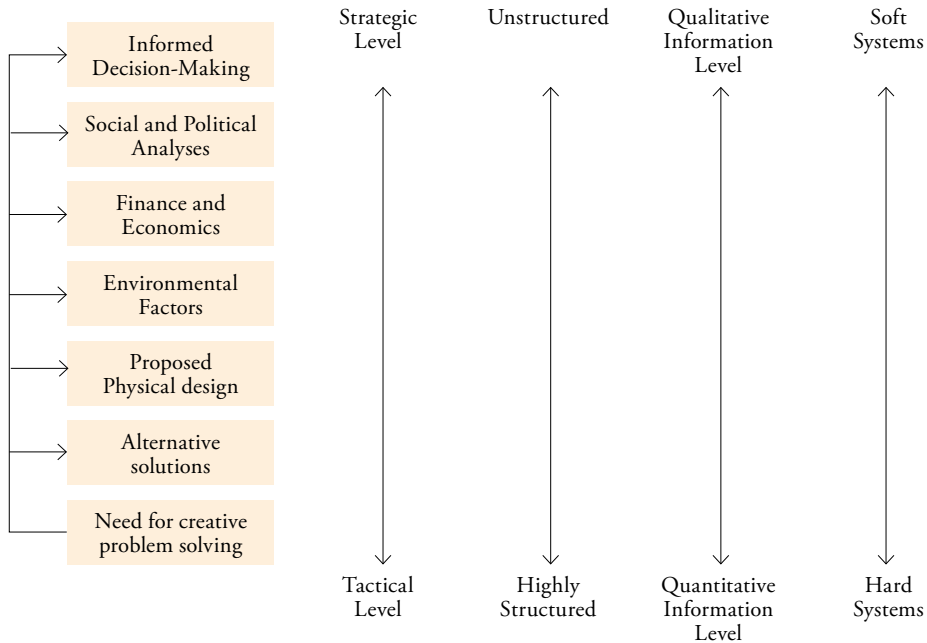 Strategic
Level
Unstructured
Qualitative
Information
Level
Soft
Systems
Informed
Decision-Making
Social and Political
Analyses
Finance and
Economics
Environmental
Factors
Proposed
Physical design
Alternative
solutions
Need for creative
problem solving
Tactical
Level
Highly
Structured
Quantitative
Information
Level
Hard
Systems